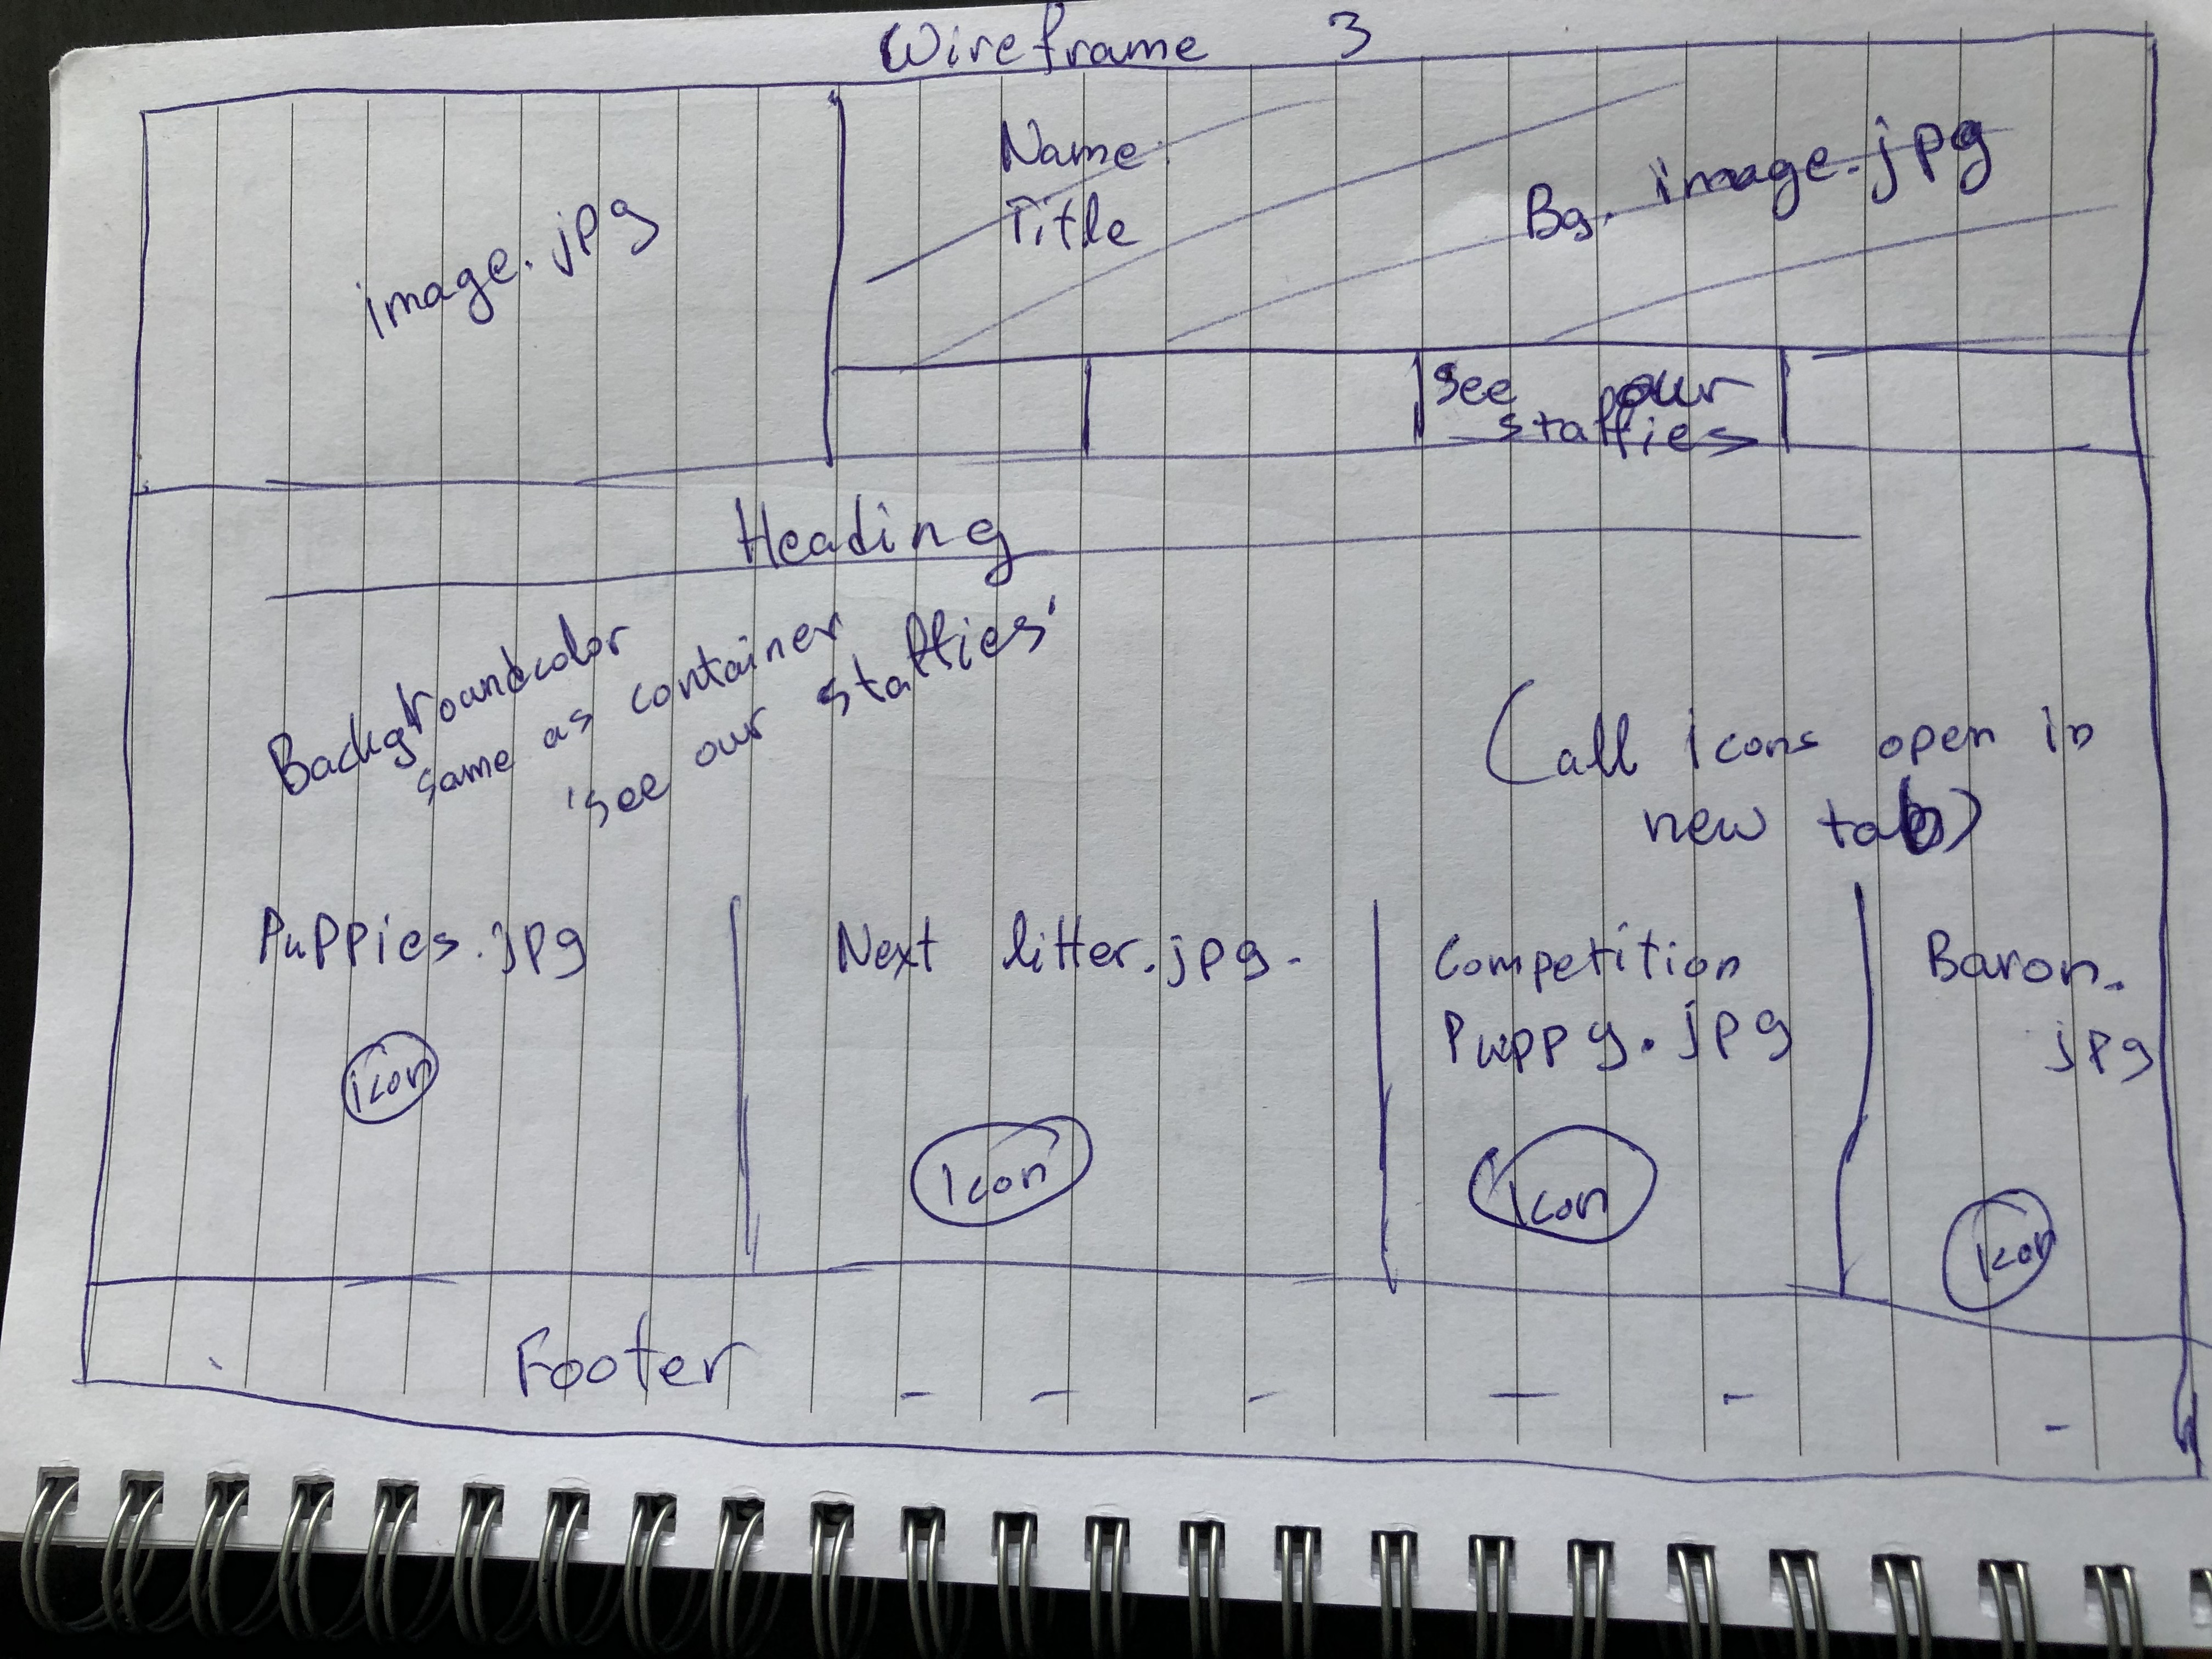 Wireframe 3
image.jpg
Name
Title
Bg. image.jpg
See our
staffies
Heading
Backgroundcolor
same as container
'see our staffies'
(all icons open in
new tab)
Puppies.jpg
icon
Next litter.jpg.
icon
Competition
Puppy.jpg
icon
Baron.
jpg
icon
Footer